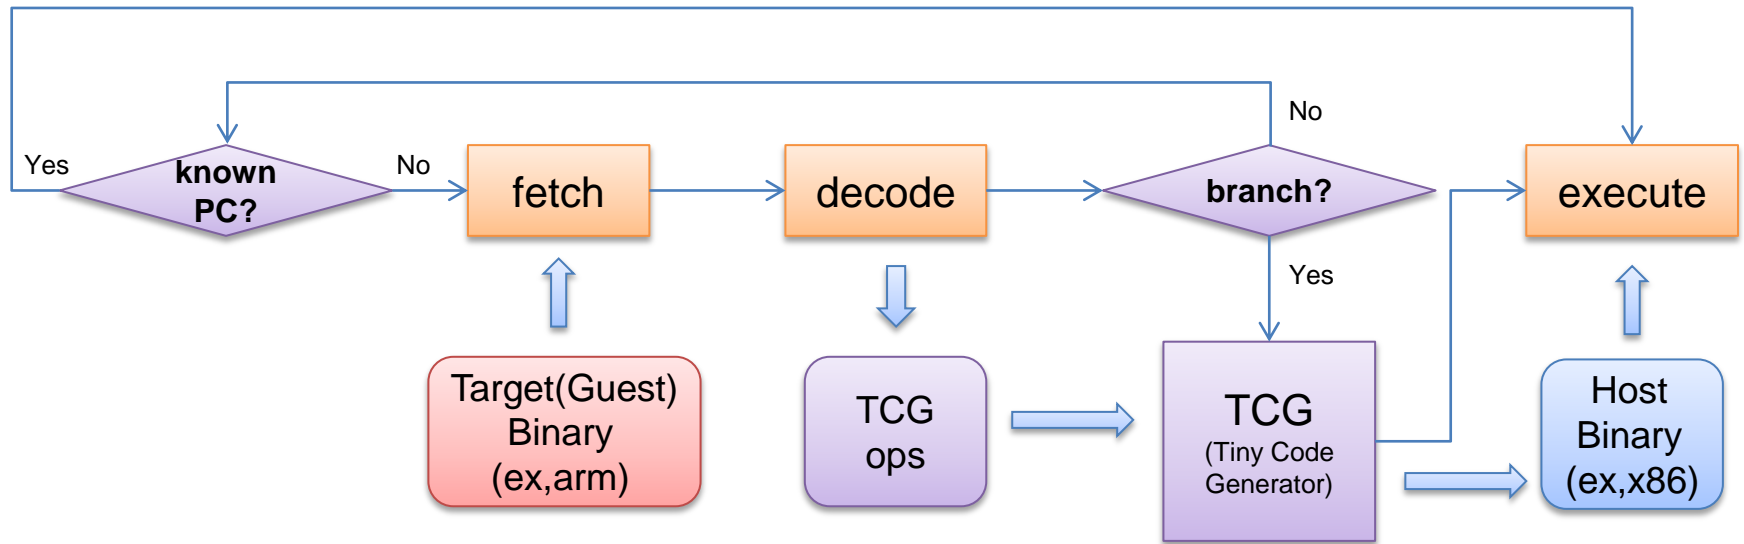 No
Yes
known
PC?
No
fetch
decode
branch?
execute
Yes
Target(Guest)
Binary
(ex,arm)
TCG
ops
TCG
(Tiny Code
Generator)
Host
Binary
(ex,x86)